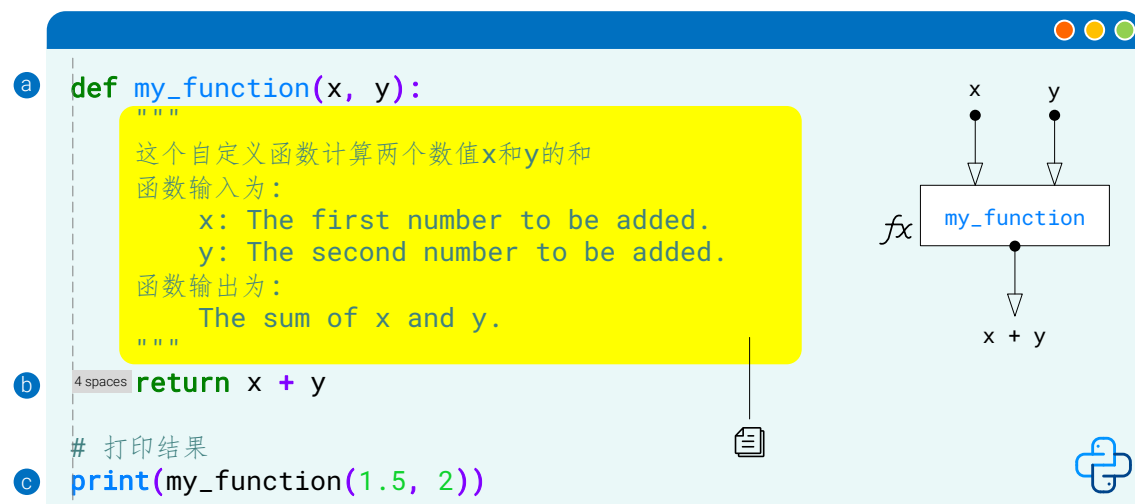 a
def my_function(x, y):
"""
这个自定义函数计算两个数值x和y的和
函数输入为:
x: The first number to be added.
y: The second number to be added.
函数输出为:
The sum of x and y.
"""
b
4 spaces return x + y
# 打印结果
c
print(my_function(1.5, 2))
x y
fx my_function
x + y